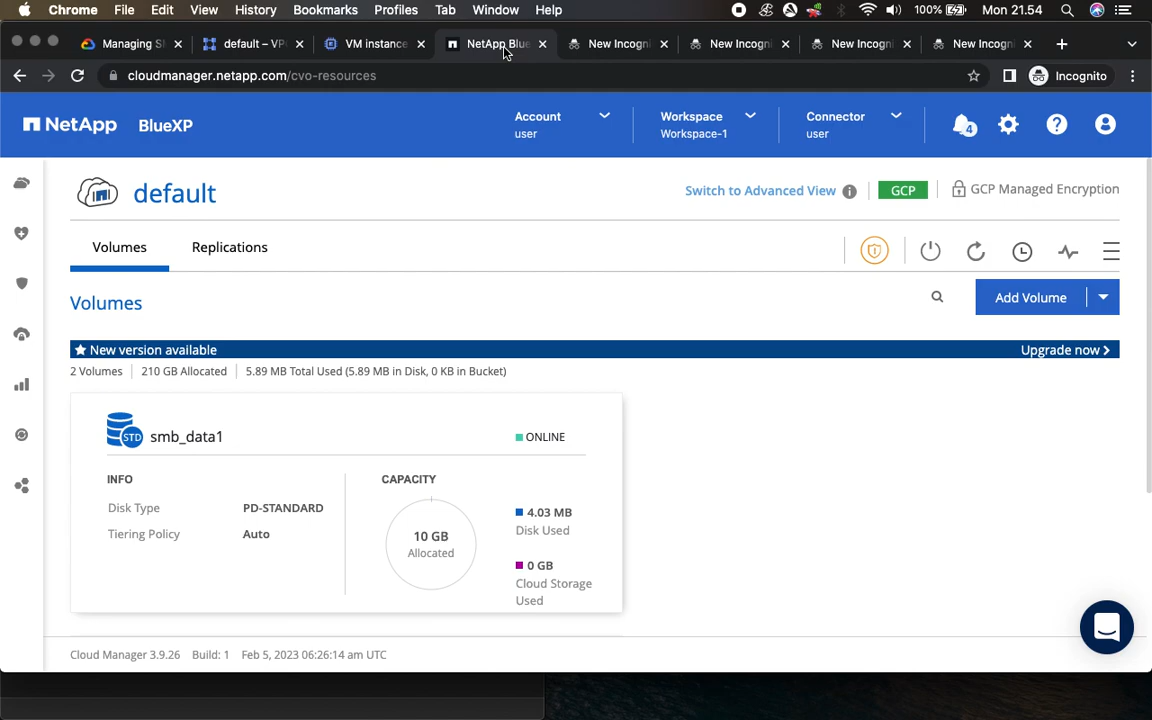 Chrome File Edit View History Bookmarks Profiles Tab Window Help 100% Mon 21.54
Managing S default – VP VM instance NetApp Blue New Incogni New Incogni New Incogni New Incogni
cloudmanager.netapp.com/cvo-resources Incognito
NetApp BlueXP Account user Workspace Workspace-1 Connector user 4
default Switch to Advanced View GCP GCP Managed Encryption
Volumes Replications
Volumes Add Volume
New version available Upgrade now
2 Volumes 210 GB Allocated 5.89 MB Total Used (5.89 MB in Disk, 0 KB in Bucket)
STD smb_data1 ONLINE
INFO CAPACITY
Disk Type PD-STANDARD
Tiering Policy Auto
10 GB
Allocated
4.03 MB
Disk Used
0 GB
Cloud Storage
Used
Cloud Manager 3.9.26 Build: 1 Feb 5, 2023 06:26:14 am UTC